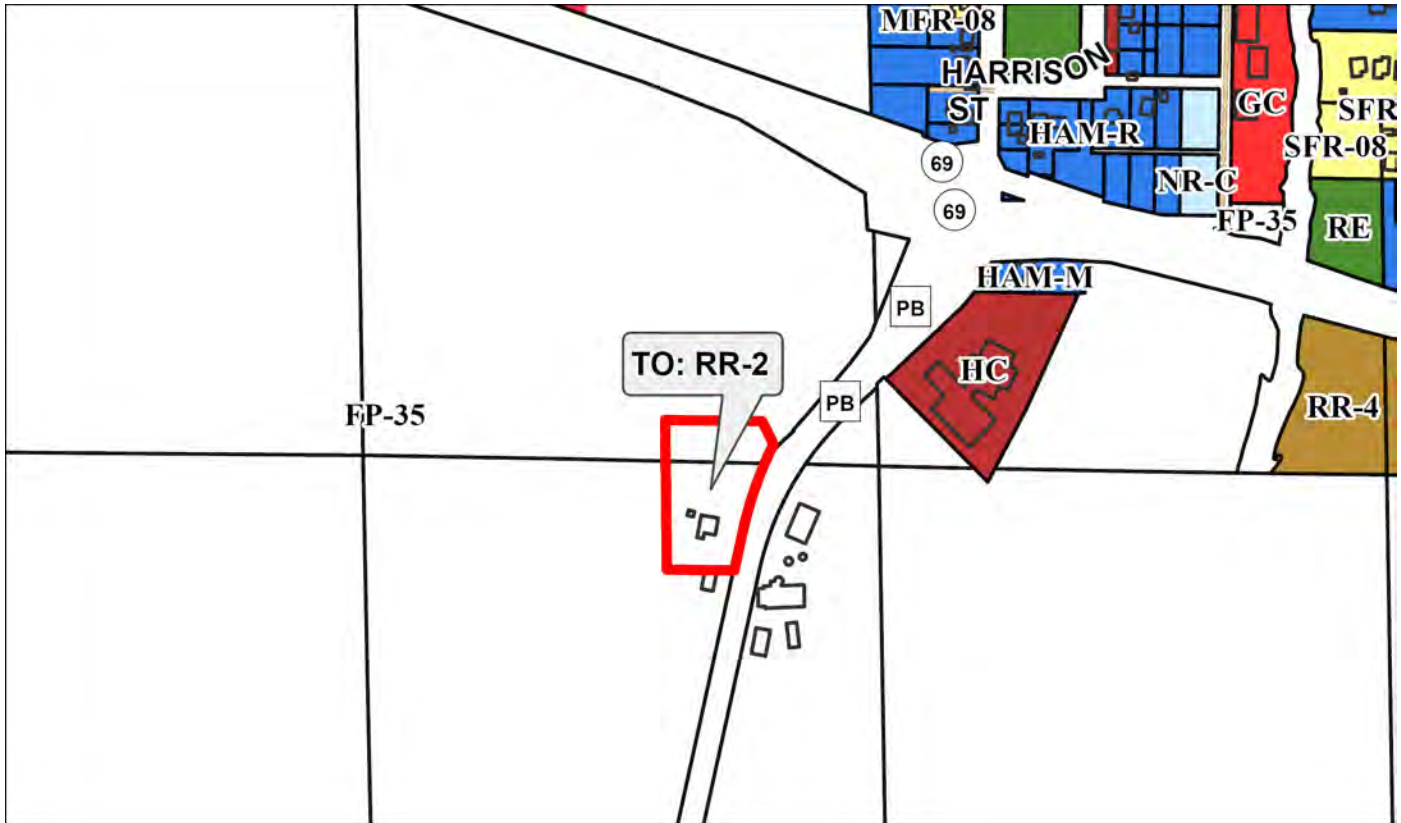 MFR-08
HARRISON
ST
GC
SFR
HAM-R
SFR-08
69
NR-C
69
FP-35
RE
HAM-M
PB
TO: RR-2
HC
PB
FP-35
RR-4